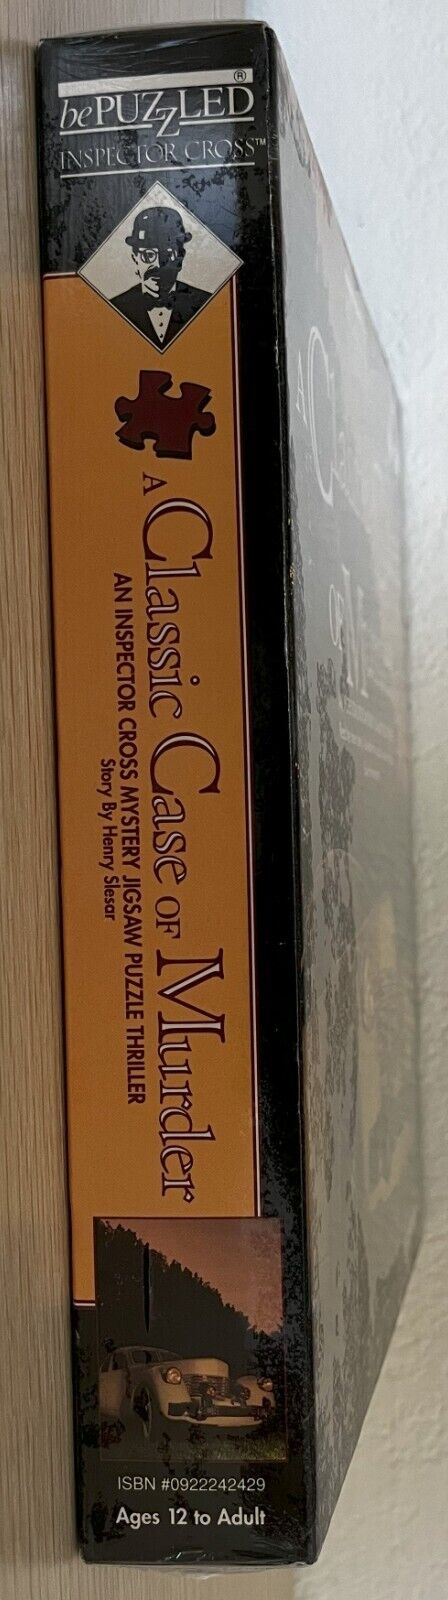 bePUZZLED®
INSPECTOR CROSS™
A Classic Case of Murder
AN INSPECTOR CROSS MYSTERY JIGSAW PUZZLE THRILLER
Story By Henry Slesar
ISBN #0922242429
Ages 12 to Adult